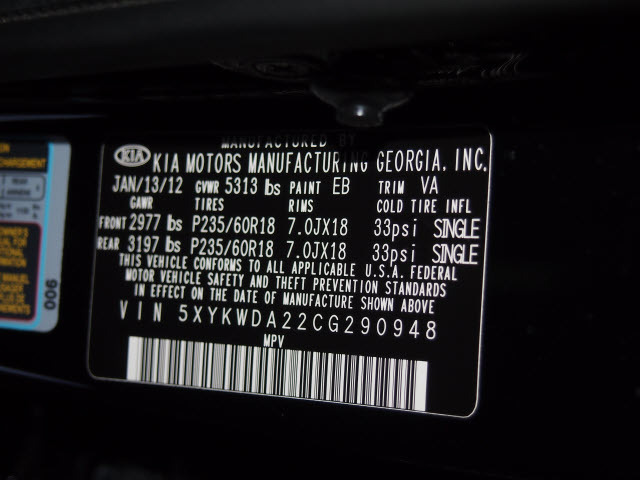 MANUFACTURED BY
KIA KIA MOTORS MANUFACTURING GEORGIA, INC.
JAN/13/12 GVWR 5313 lbs PAINT EB TRIM VA
GAWR TIRES RIMS COLD TIRE INFL
FRONT 2977 lbs P235/60R18 7.0JX18 33psi SINGLE
REAR 3197 lbs P235/60R18 7.0JX18 33psi SINGLE
THIS VEHICLE CONFORMS TO ALL APPLICABLE U.S.A. FEDERAL
MOTOR VEHICLE SAFETY AND THEFT PREVENTION STANDARDS
IN EFFECT ON THE DATE OF MANUFACTURE SHOWN ABOVE
VIN 5XYKWDA22CG290948
MPV
006